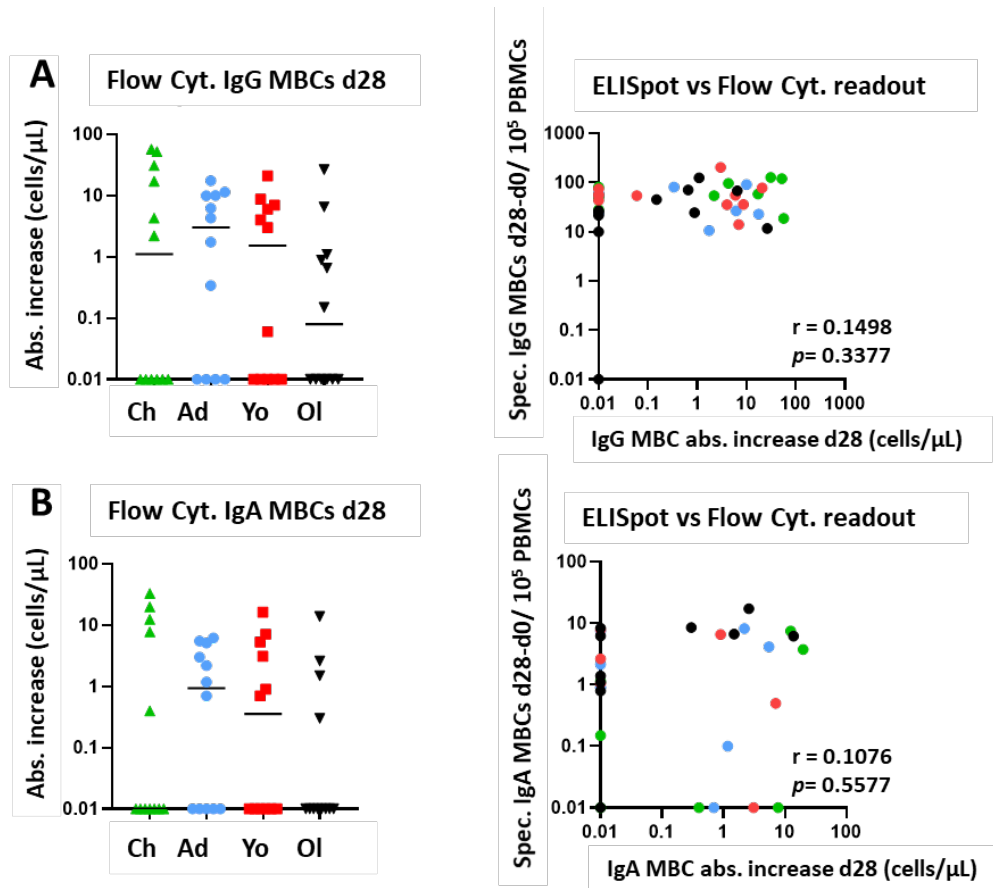 A
Flow Cyt. IgG MBCs d28
Abs. increase (cells/µL)
100
10
1
0.1
0.01
Ch Ad Yo Ol
ELISpot vs Flow Cyt. readout
Spec. IgG MBCs d28-d0/ 10⁵ PBMCs
1000
100
10
1
0.1
0.01
r = 0.1498
p= 0.3377
0.01 0.1 1 10 100 1000
IgG MBC abs. increase d28 (cells/µL)
B
Flow Cyt. IgA MBCs d28
Abs. increase (cells/µL)
100
10
1
0.1
0.01
Ch Ad Yo Ol
ELISpot vs Flow Cyt. readout
Spec. IgA MBCs d28-d0/ 10⁵ PBMCs
100
10
1
0.1
0.01
r = 0.1076
p= 0.5577
0.01 0.1 1 10 100
IgA MBC abs. increase d28 (cells/µL)